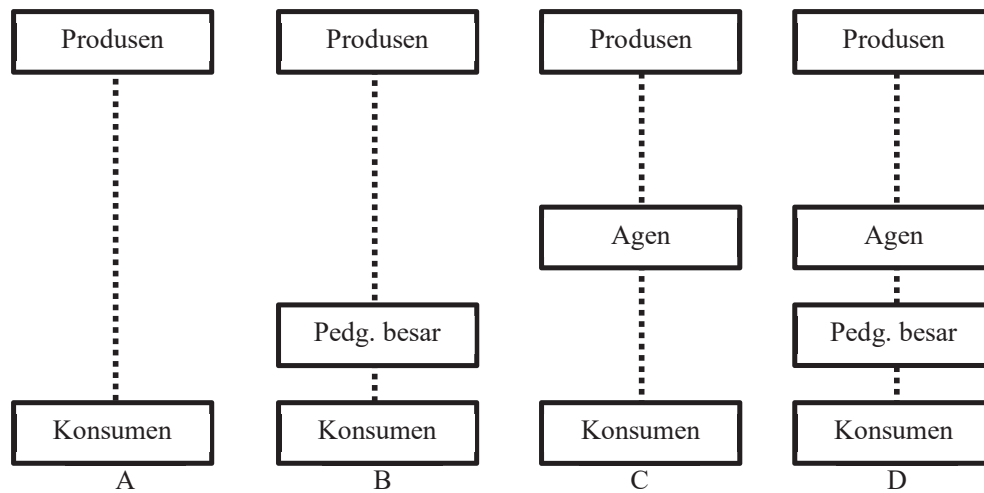 Produsen Produsen Produsen Produsen
Agen Agen
Pedg. besar Pedg. besar
Konsumen Konsumen Konsumen Konsumen
A B C D